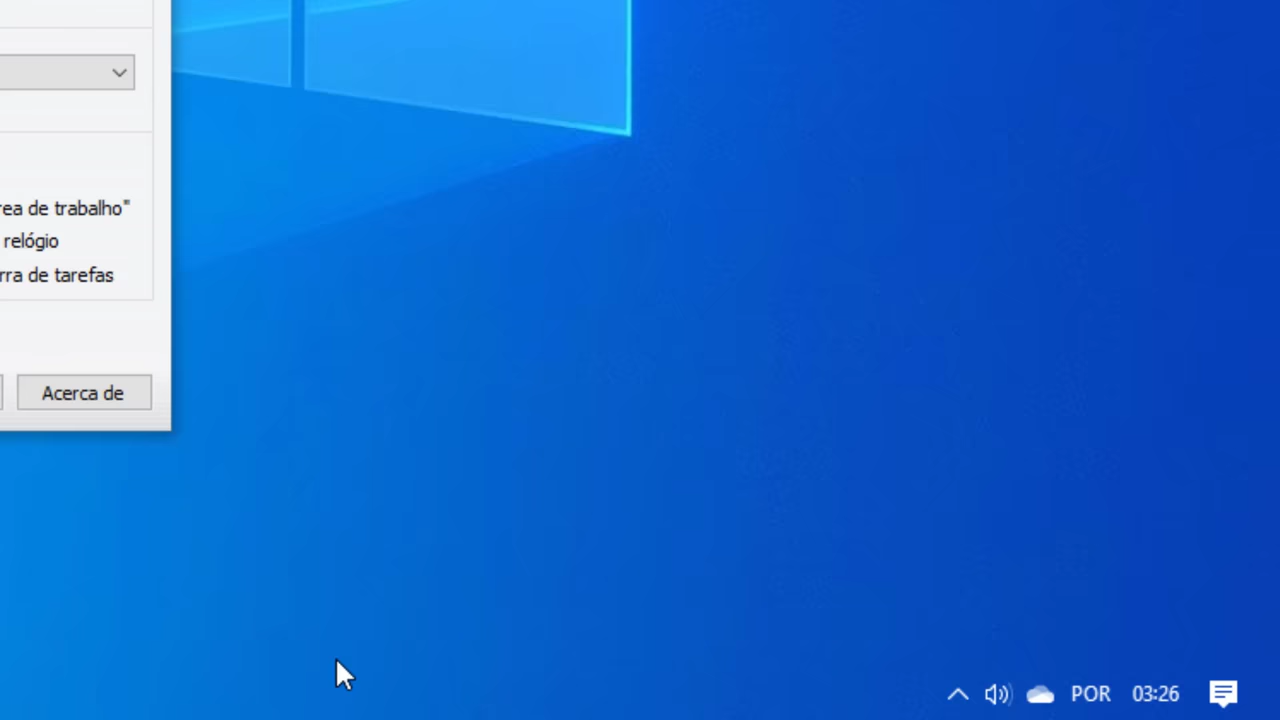 rea de trabalho"
relógio
rra de tarefas
Acerca de
POR 03:26